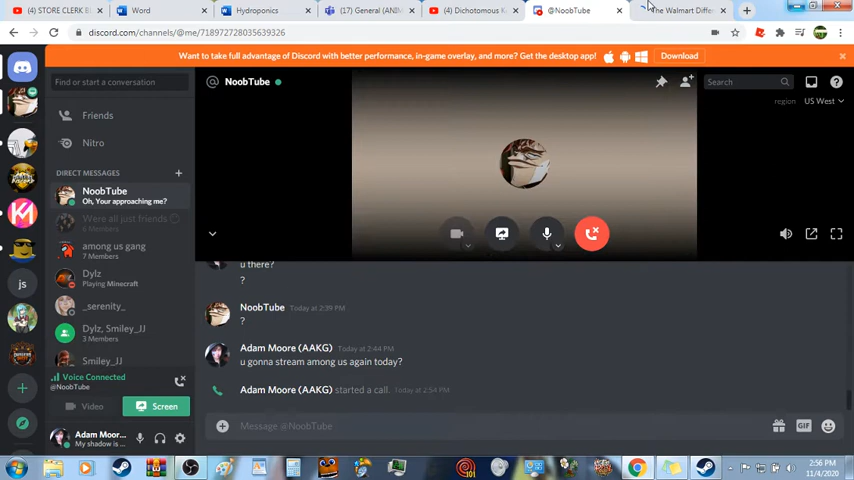 (4) STORE CLERK B
Word
Hydroponics
(17) General (ANIM
(4) Dichotomous K
@NoobTube
The Walmart Differ
discord.com/channels/@me/718972728035639326
Want to take full advantage of Discord with better performance, in-game overlay, and more? Get the desktop app!
Download
Find or start a conversation
@ NoobTube
Search
region US West
Friends
Nitro
DIRECT MESSAGES
NoobTube
Oh, Your approaching me?
Were all just friends
6 Members
among us gang
7 Members
Dylz
Playing Minecraft
_serenity_
Dylz, Smiley_JJ
3 Members
Smiley_JJ
js
Voice Connected
@NoobTube
Video
Screen
Adam Moor...
My shadow is
u there?
?
NoobTube Today at 2:39 PM
?
Adam Moore (AAKG) Today at 2:44 PM
u gonna stream among us again today?
Adam Moore (AAKG) started a call. Today at 2:54 PM
Message @NoobTube
GIF
2:56 PM
11/4/2020